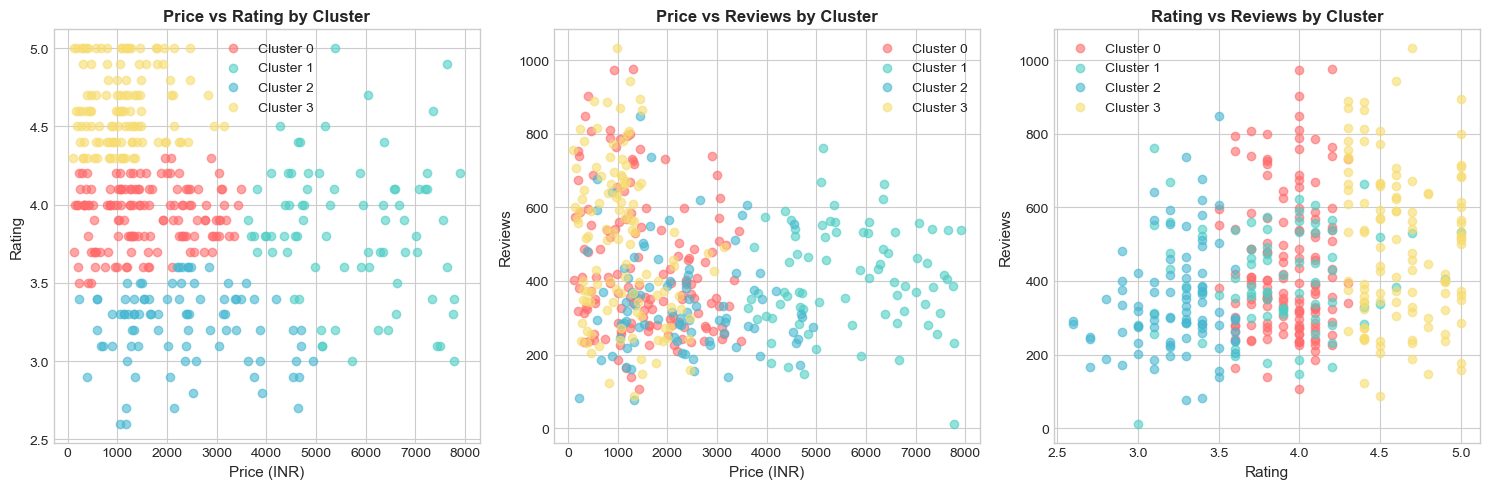 Price vs Rating by Cluster
Cluster 0
Cluster 1
Cluster 2
Cluster 3
5.0
4.5
4.0
3.5
3.0
2.5
Rating
0 1000 2000 3000 4000 5000 6000 7000 8000
Price (INR)
Price vs Reviews by Cluster
Cluster 0
Cluster 1
Cluster 2
Cluster 3
1000
800
600
400
200
0
Reviews
0 1000 2000 3000 4000 5000 6000 7000 8000
Price (INR)
Rating vs Reviews by Cluster
Cluster 0
Cluster 1
Cluster 2
Cluster 3
1000
800
600
400
200
0
Reviews
2.5 3.0 3.5 4.0 4.5 5.0
Rating